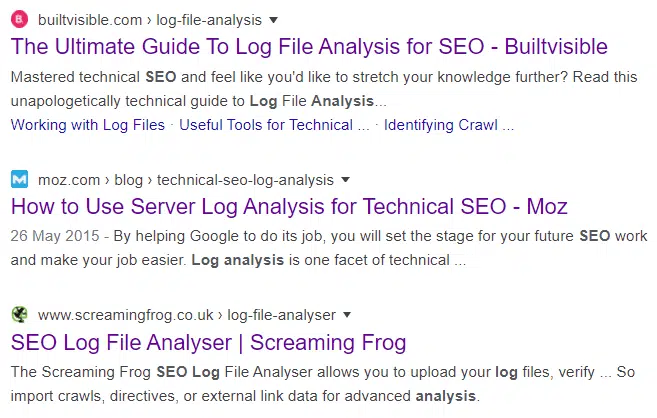 builtvisible.com › log-file-analysis
The Ultimate Guide To Log File Analysis for SEO - Builtvisible
Mastered technical SEO and feel like you'd like to stretch your knowledge further? Read this
unapologetically technical guide to Log File Analysis...
Working with Log Files · Useful Tools for Technical ... · Identifying Crawl ...
moz.com › blog › technical-seo-log-analysis
How to Use Server Log Analysis for Technical SEO - Moz
26 May 2015 - By helping Google to do its job, you will set the stage for your future SEO work
and make your job easier. Log analysis is one facet of technical ...
www.screamingfrog.co.uk › log-file-analyser
SEO Log File Analyser | Screaming Frog
The Screaming Frog SEO Log File Analyser allows you to upload your log files, verify ... So
import crawls, directives, or external link data for advanced analysis.